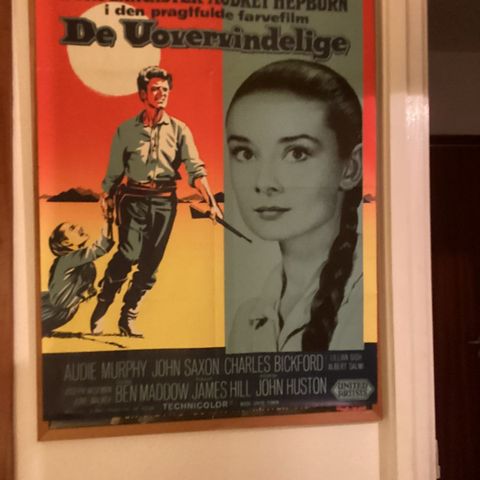 LANCASTER AUDREY HEPBURN
i den pragtfulde farvefilm
De Uovervindelige
AUDIE MURPHY JOHN SAXON CHARLES BICKFORD
LILLIAN GISH
ALBERT SALMI
BEN MADDOW JAMES HILL JOHN HUSTON
TECHNICOLOR
UNITED
ARTISTS